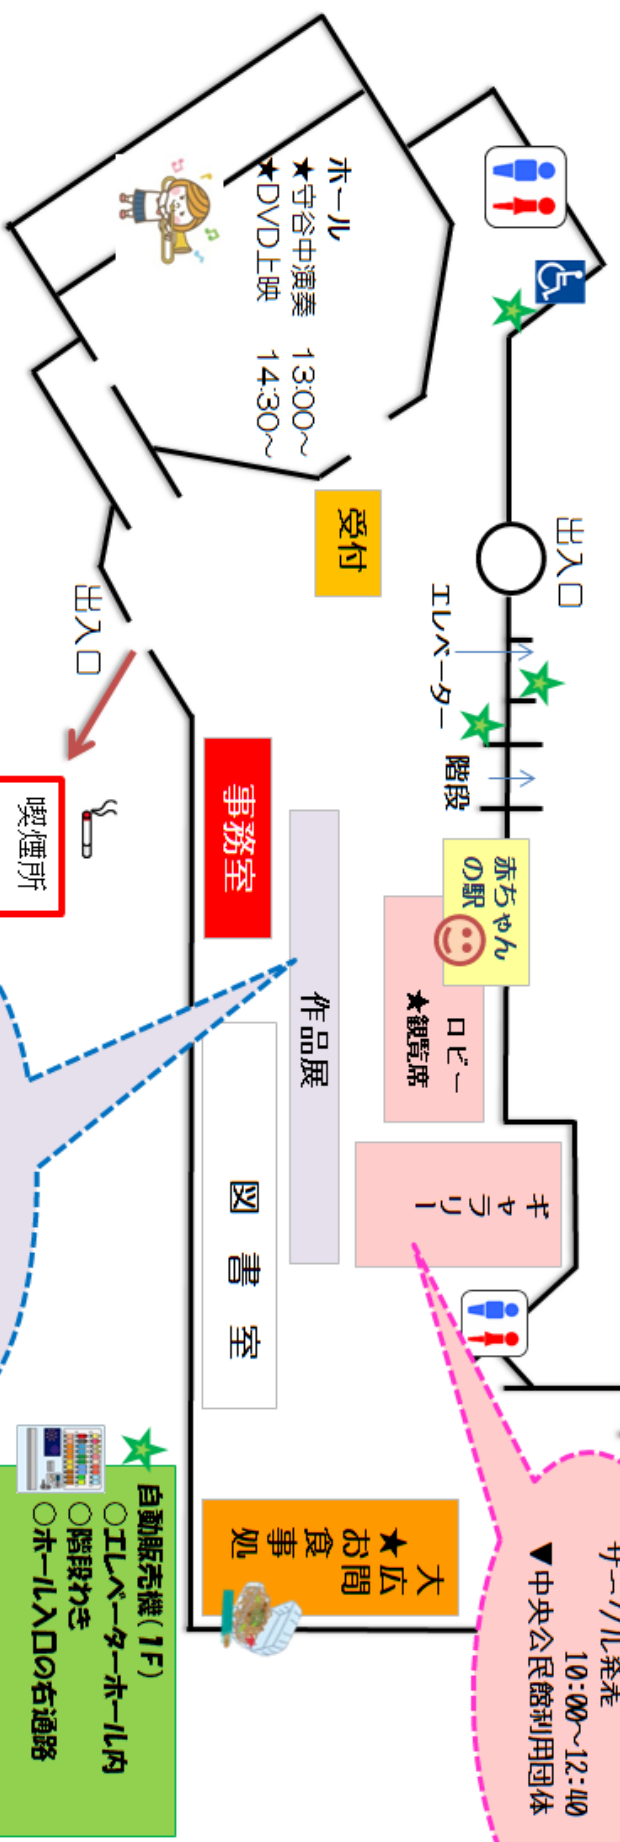 サークル発表
10:00～12:40
▼中央公民館利用団体
出入口
エレベーター
階段
赤ちゃん
の駅
ロビー
★観覧席
ギャラリー
ホール
★守谷中演奏 13:00～
★DVD上映 14:30～
受付
作品展
大広間
★お食事処
事務室
図書室
出入口
喫煙所
自動販売機(1F)
○エレベーターホール内
○階段わき
○ホール入口の右通路